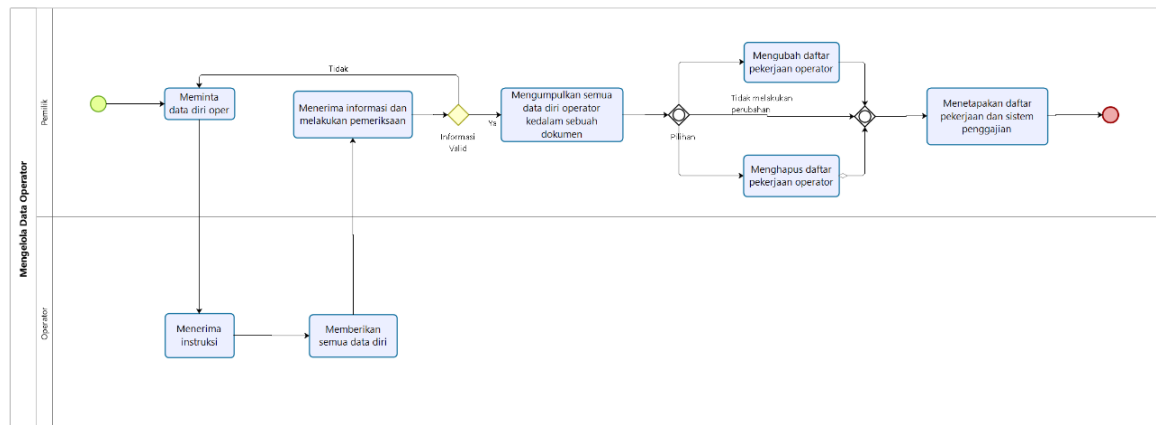 Mengelola Data Operator
Pemilik
Operator
Meminta
data diri oper
Menerima
instruksi
Memberikan
semua data diri
Menerima informasi dan
melakukan pemeriksaan
Tidak
Informasi
Valid
Ya
Mengumpulkan semua
data diri operator
kedalam sebuah
dokumen
Pilihan
Mengubah daftar
pekerjaan operator
Tidak melakukan
perubahan
Menghapus daftar
pekerjaan operator
Menetapakan daftar
pekerjaan dan sistem
penggajian